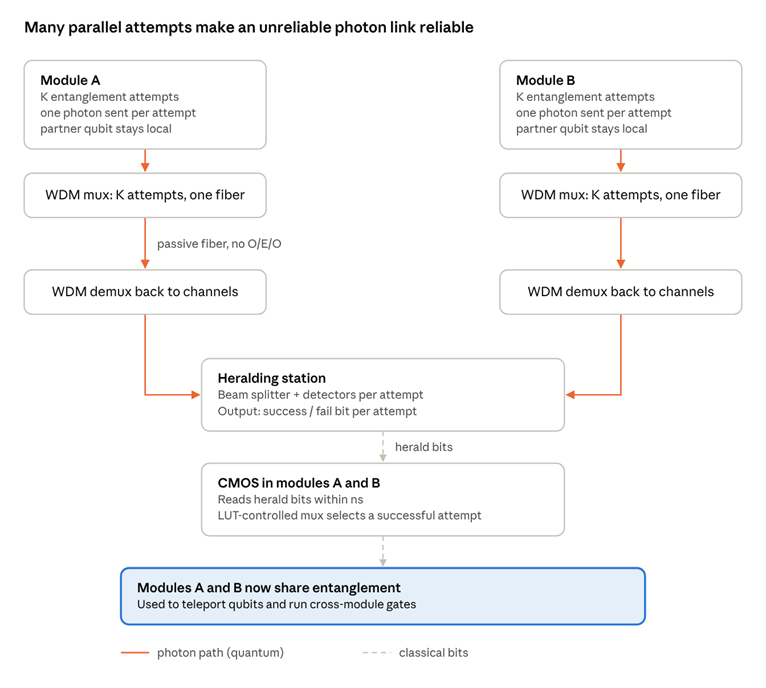 Many parallel attempts make an unreliable photon link reliable
Module A
K entanglement attempts
one photon sent per attempt
partner qubit stays local
Module B
K entanglement attempts
one photon sent per attempt
partner qubit stays local
WDM mux: K attempts, one fiber
WDM mux: K attempts, one fiber
passive fiber, no O/E/O
WDM demux back to channels
WDM demux back to channels
Heralding station
Beam splitter + detectors per attempt
Output: success / fail bit per attempt
herald bits
CMOS in modules A and B
Reads herald bits within ns
LUT-controlled mux selects a successful attempt
Modules A and B now share entanglement
Used to teleport qubits and run cross-module gates
photon path (quantum)
classical bits